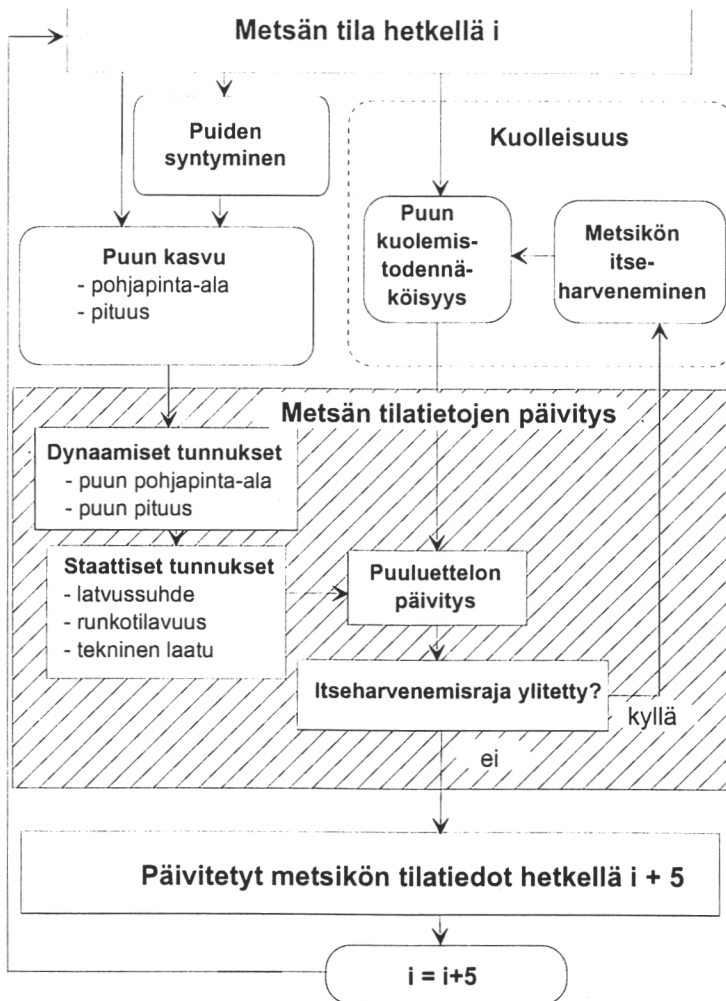 Metsän tila hetkellä i
Puiden
syntyminen
Kuolleisuus
Puun kasvu
- pohjapinta-ala
- pituus
Puun
kuolemis-
todennä-
köisyys
Metsikön
itse-
harveneminen
Metsän tilatietojen päivitys
Dynaamiset tunnukset
- puun pohjapinta-ala
- puun pituus
Staattiset tunnukset
- latvussuhde
- runkotilavuus
- tekninen laatu
Puuluettelon
päivitys
Itseharvenemisraja ylitetty?
kyllä
ei
Päivitetyt metsikön tilatiedot hetkellä i + 5
i = i+5